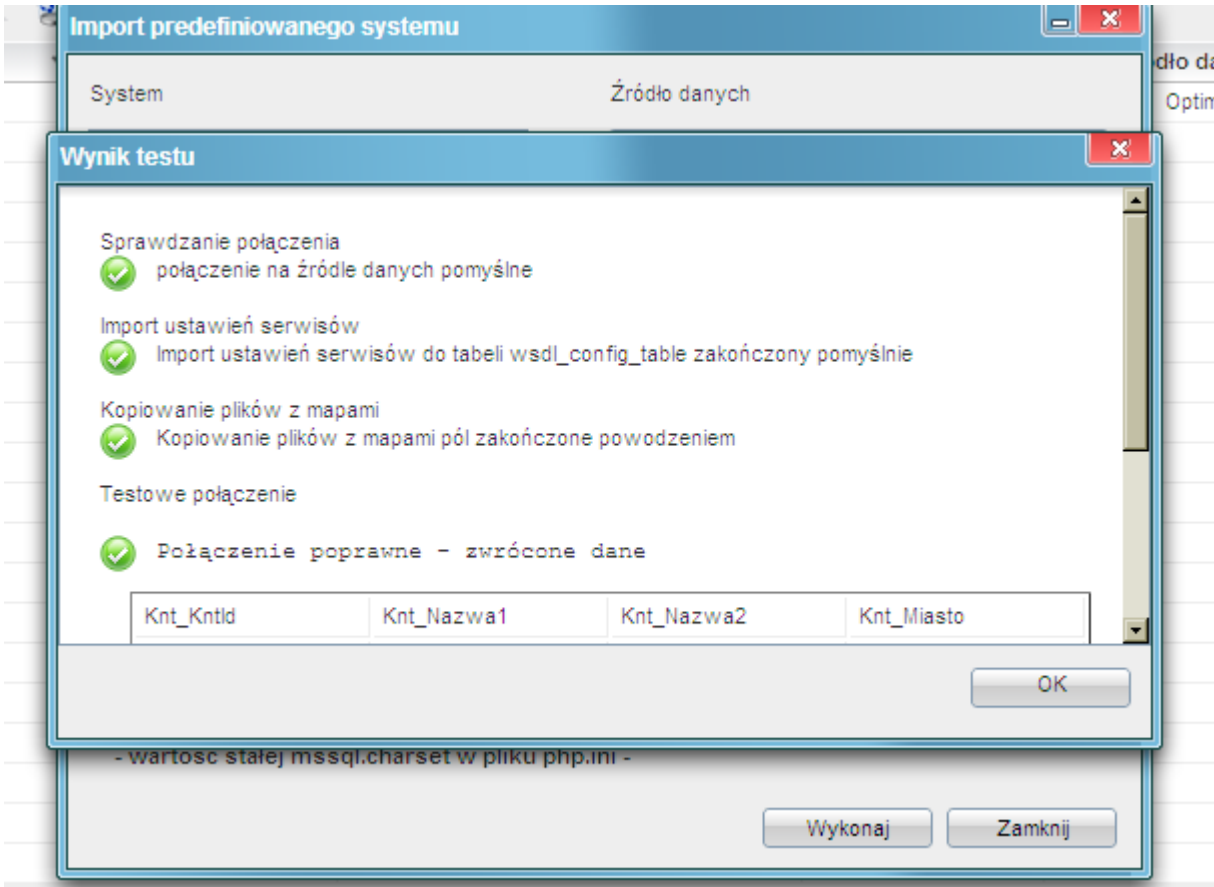 Import predefiniowanego systemu
dło da
System
Źródło danych
Optim
Wynik testu
Sprawdzanie połączenia
połączenie na źródle danych pomyślne
Import ustawień serwisów
Import ustawień serwisów do tabeli wsdl_config_table zakończony pomyślnie
Kopiowanie plików z mapami
Kopiowanie plików z mapami pól zakończone powodzeniem
Testowe połączenie
Połączenie poprawne - zwrócone dane
Knt_KntId Knt_Nazwa1 Knt_Nazwa2 Knt_Miasto
OK
- wartość stałej mssql.charset w pliku php.ini -
Wykonaj Zamknij